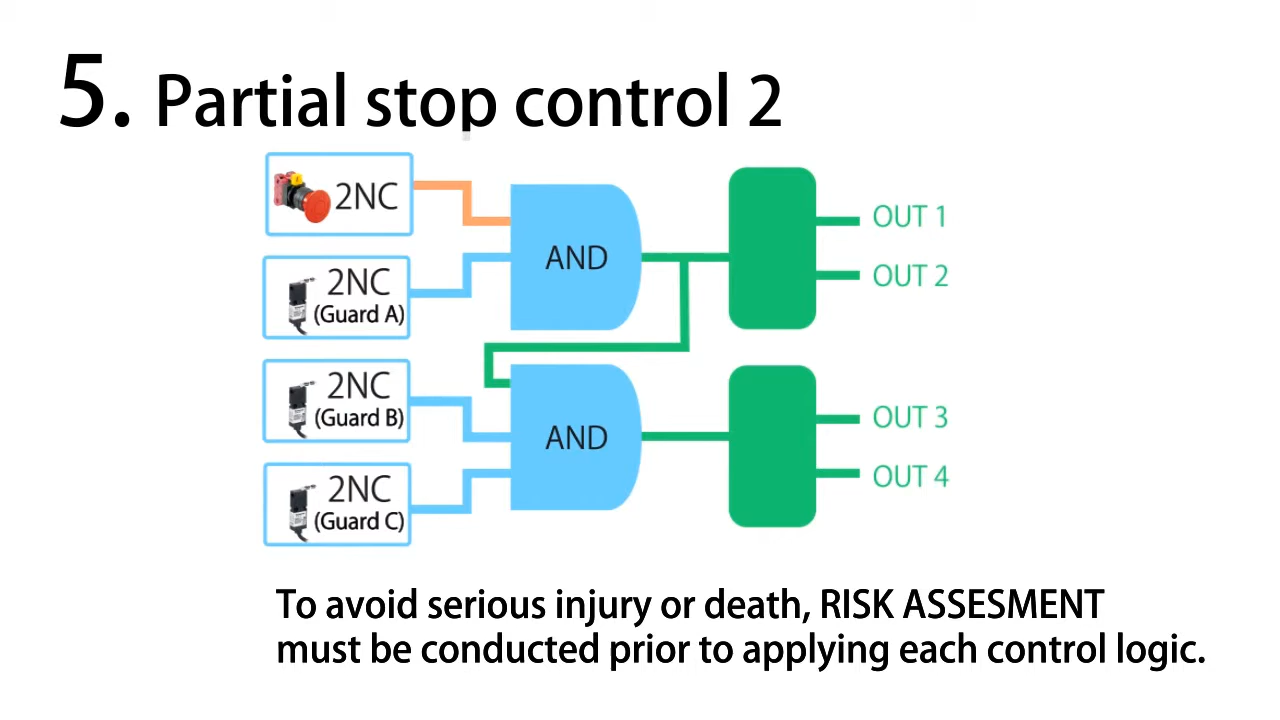 5. Partial stop control 2
2NC
2NC
(Guard A)
2NC
(Guard B)
2NC
(Guard C)
AND
AND
OUT 1
OUT 2
OUT 3
OUT 4
To avoid serious injury or death, RISK ASSESMENT
must be conducted prior to applying each control logic.